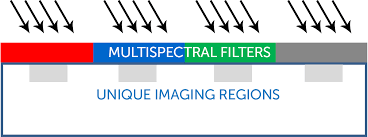 MULTISPECTRAL FILTERS
UNIQUE IMAGING REGIONS